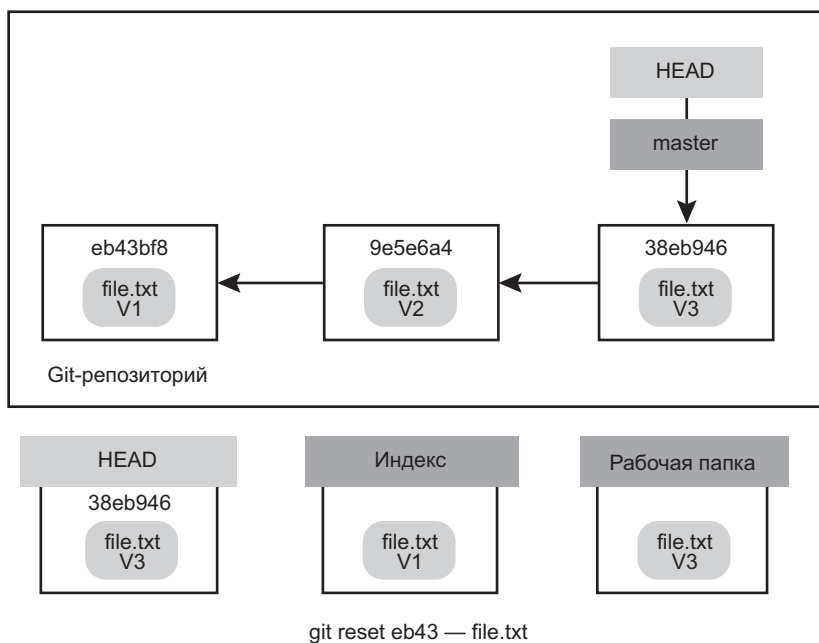 HEAD
master
eb43bf8
file.txt
V1
9e5e6a4
file.txt
V2
38eb946
file.txt
V3
Git-репозиторий
HEAD
38eb946
file.txt
V3
Индекс
file.txt
V1
Рабочая папка
file.txt
V3
git reset eb43 — file.txt